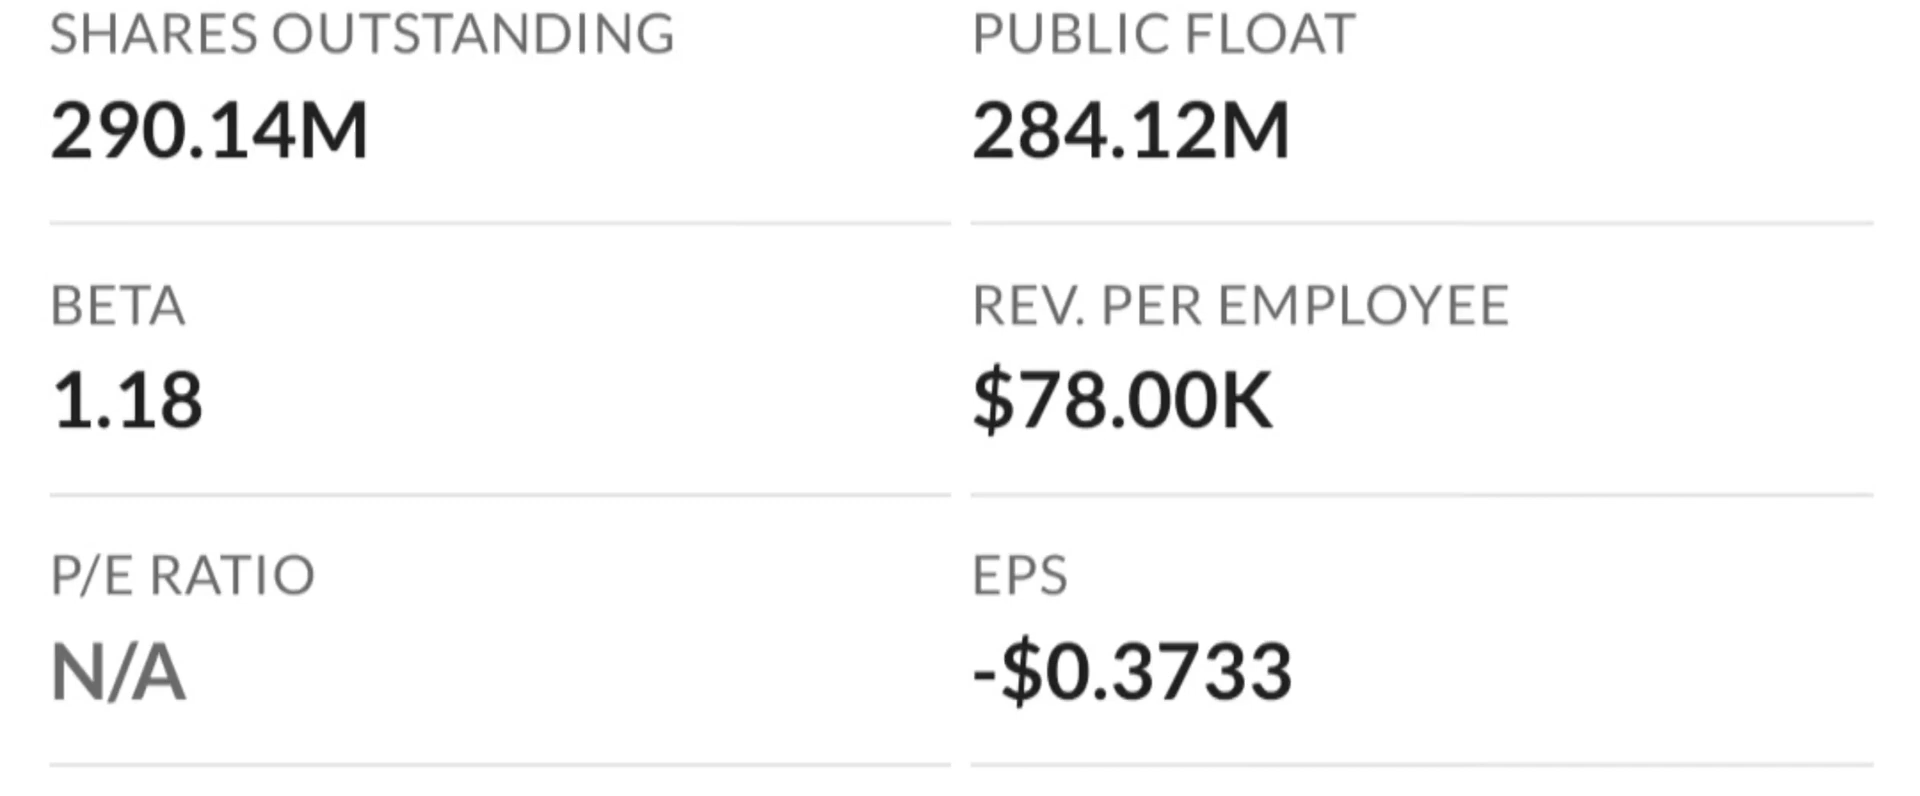 SHARES OUTSTANDING
290.14M
PUBLIC FLOAT
284.12M
BETA
1.18
REV. PER EMPLOYEE
$78.00K
P/E RATIO
N/A
EPS
-$0.3733